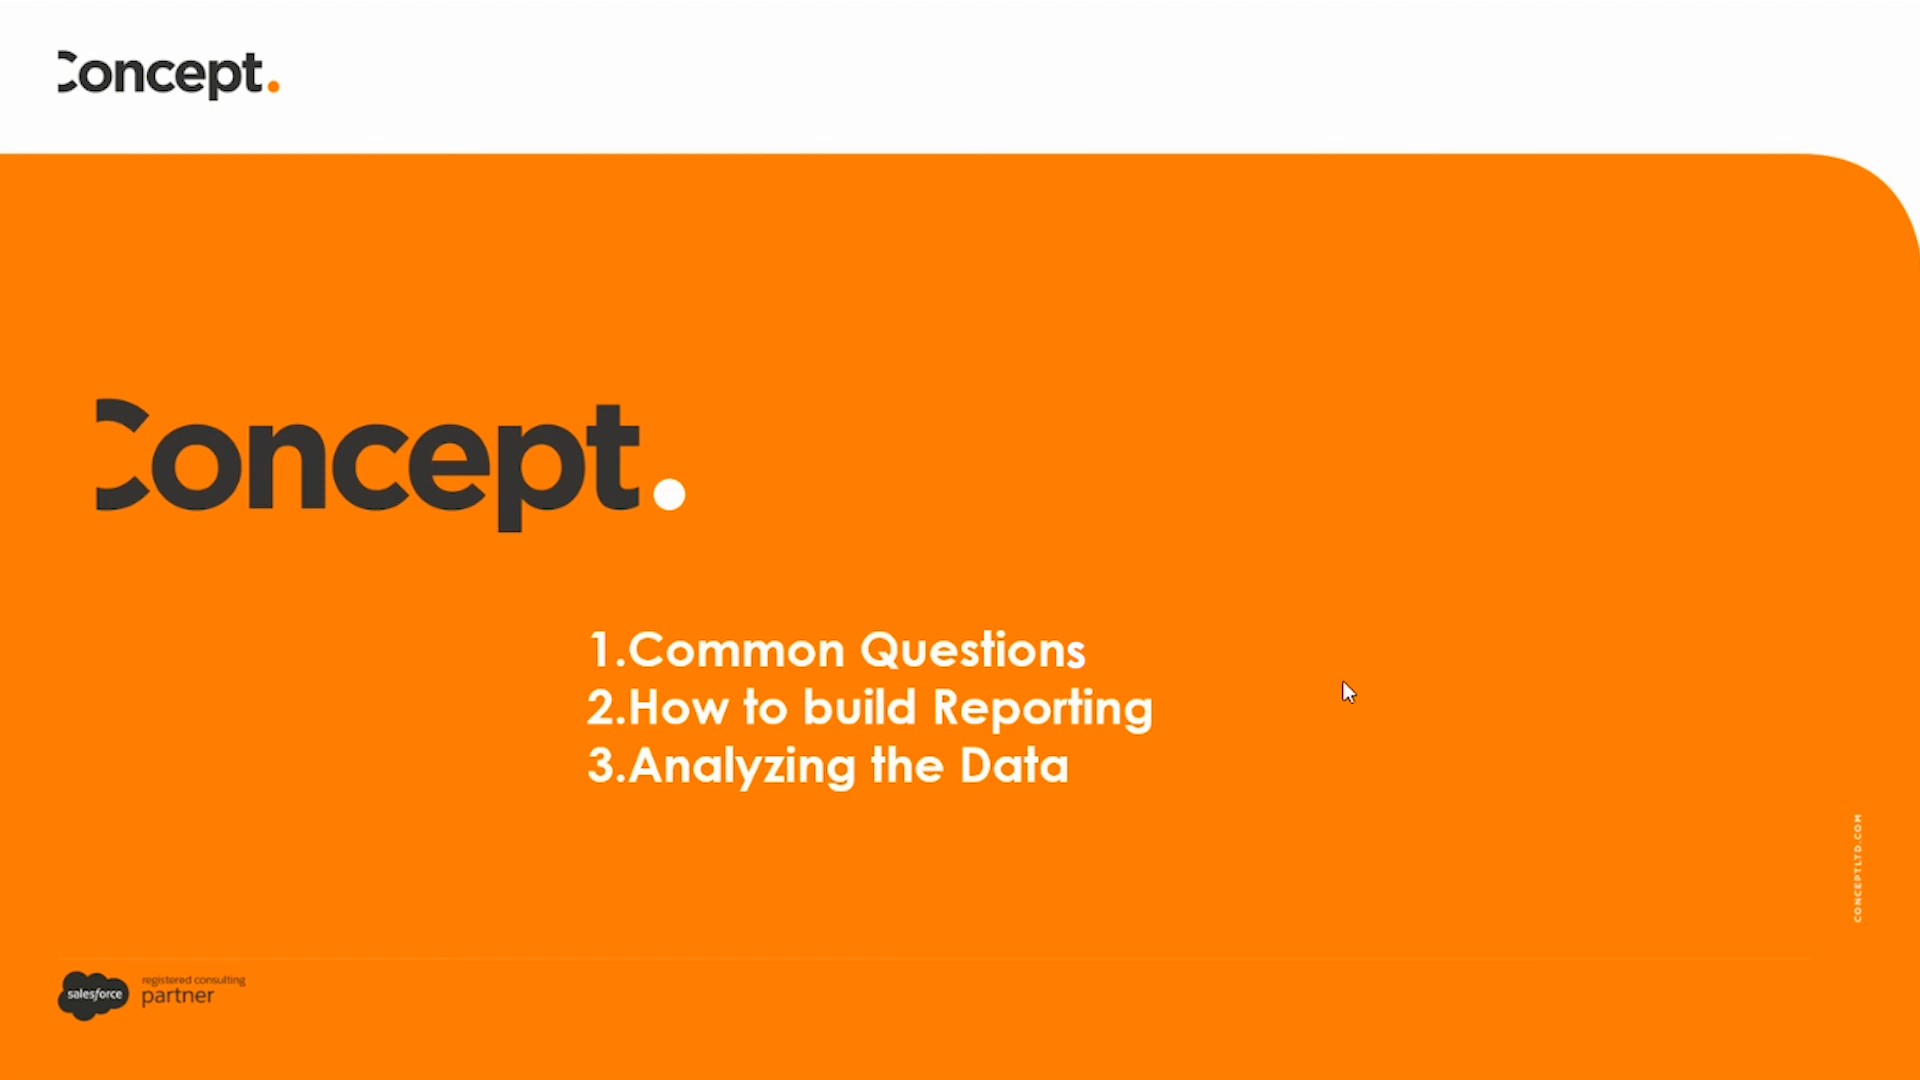 Concept.
Concept.
1.Common Questions
2.How to build Reporting
3.Analyzing the Data
CONCEPTLTD.COM
salesforce
registered consulting
partner